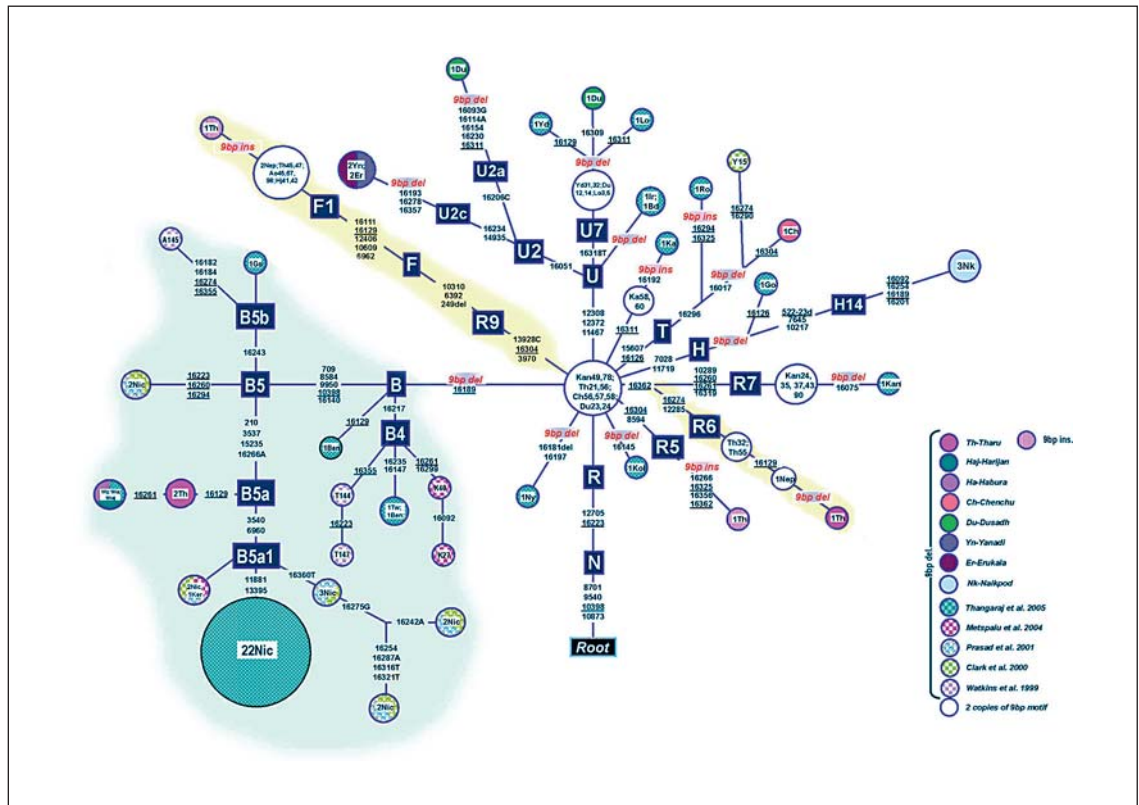 1Du
9bp del
16093G
16114A
16154
16230
16311
U2a
16206C
1Th
9bp ins
2Nep;Th45,47;
F1
16111
16129
12406
10609
6962
F
10310
6392
249del
R9
13928C
16304
3970
2Yn;
2Er
9bp del
16193
16278
16357
U2c
16234
14935
U2
16051
U
1Yd
16129
1Du
16309
1Lo
16311
9bp del
Yd31,32;Du
12,14;Lo3,5
U7
16318T
1Ir;
1Bd
9bp del
12308
12372
11467
1Ka
9bp ins
16192
Ka58,
60
16311
1Ro
9bp ins
16294
16325
9bp del
16017
16296
T
15607
16126
Y15
16274
16290
1Ch
16304
1Go
16126
9bp del
H
7028
11719
522-23d
7645
10217
H14
16092
16254
16189
16201
3Nk
10289
16260
16261
16319
R7
Kan24,
35, 37,43,
90
9bp del
16075
1Kan
Kan49,78;
Th21,56;
Ch56,57,58;
Du23,24
16362
16274
12285
R6
Th32;
Th55
16129
1Nep
9bp del
1Th
16304
8594
R5
9bp ins
16266
16325
16356
16362
1Th
9bp del
16145
1Kol
9bp del
16181del
16197
1Ny
R
12705
16223
N
8701
9540
10398
10873
Root
A145
16182
16184
16274
16355
1Ga
B5b
16243
2Nic
16223
16260
16294
B5
709
8584
9950
10398
16140
B
9bp del
16189
16129
1Ben
16217
B4
16355
T144
16223
T147
16235
16147
1Tw;
1Ben
16261
16299
K46
16092
K27
210
3537
15235
16266A
16261
2Th
16129
B5a
3540
6960
B5a1
2Nic
1Kar
11881
13395
16360T
3Nic
16275G
16242A
2Nic
22Nic
16254
16287A
16316T
16321T
2Nic
9bp del.
Th-Tharu
9bp ins.
Haj-Harijan
Ha-Habura
Ch-Chenchu
Du-Dusadh
Yn-Yanadi
Er-Erukala
Nk-Naikpod
Thangaraj et al. 2005
Metspalu et al. 2004
Prasad et al. 2001
Clark et al. 2000
Watkins et al. 1999
2 copies of 9bp motif